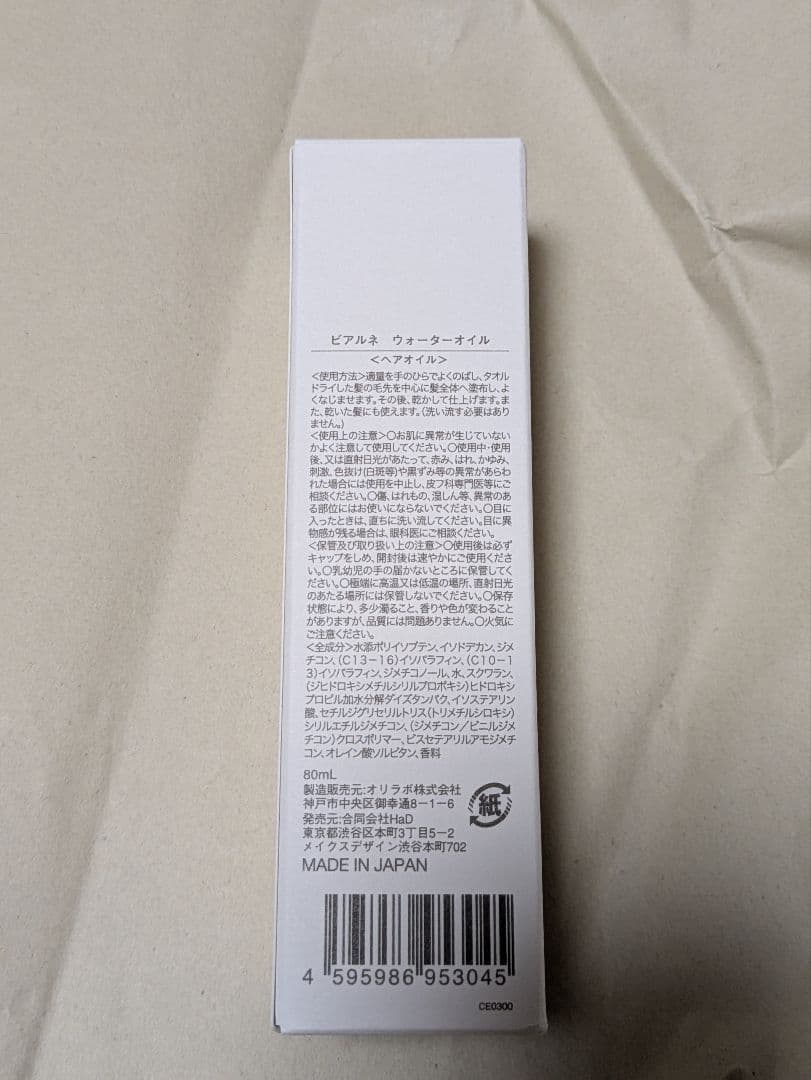 ビアルネ　ウォーターオイル
＜ヘアオイル＞
＜使用方法＞適量を手のひらでよくのばし、タオル
ドライした髪の毛先を中心に髪全体へ塗布し、よ
くなじませます。その後、乾かして仕上げます。ま
た、乾いた髪にも使えます。(洗い流す必要はあり
ません。)
＜使用上の注意＞〇お肌に異常が生じていない
かよく注意して使用してください。〇使用中・使用
後、又は直射日光があたって、赤み、はれ、かゆみ、
刺激、色抜け(白斑等)や黒ずみ等の異常があらわ
れた場合には使用を中止し、皮フ科専門医等にご
相談ください。〇傷、はれもの、湿しん等、異常のあ
る部位にはお使いにならないでください。〇目に
入ったときは、直ちに洗い流してください。目に異
物感が残る場合は、眼科医にご相談ください。
＜保管及び取り扱い上の注意＞〇使用後は必ず
キャップをしめ、開封後は速やかにご使用くださ
い。〇乳幼児の手の届かないところに保管してく
ださい。〇極端に高温又は低温の場所、直射日光
のあたる場所には保管しないでください。〇保存
状態により、多少濁ること、香りや色が変わること
がありますが、品質には問題ありません。〇火気に
ご注意ください。
＜全成分＞水添ポリイソブテン、イソドデカン、ジメ
チコン、(C13－16)イソパラフィン、(C10－1
3)イソパラフィン、ジメチコノール、水、スクワラン、
(ジヒドロキシメチルシリルプロポキシ)ヒドロキシ
プロピル加水分解ダイズタンパク、イソステアリン
酸、セチルジグリセリルトリス(トリメチルシロキシ)
シリルエチルジメチコン、(ジメチコン／ビニルジメ
チコン)クロスポリマー、ビスセテアリルアモジメチ
コン、オレイン酸ソルビタン、香料
80mL
製造販売元:オリラボ株式会社
神戸市中央区御幸通8－1－6
紙
発売元:合同会社HaD
東京都渋谷区本町3丁目5－2
メイクスデザイン渋谷本町702
MADE IN JAPAN
4 595986 953045
CE0300